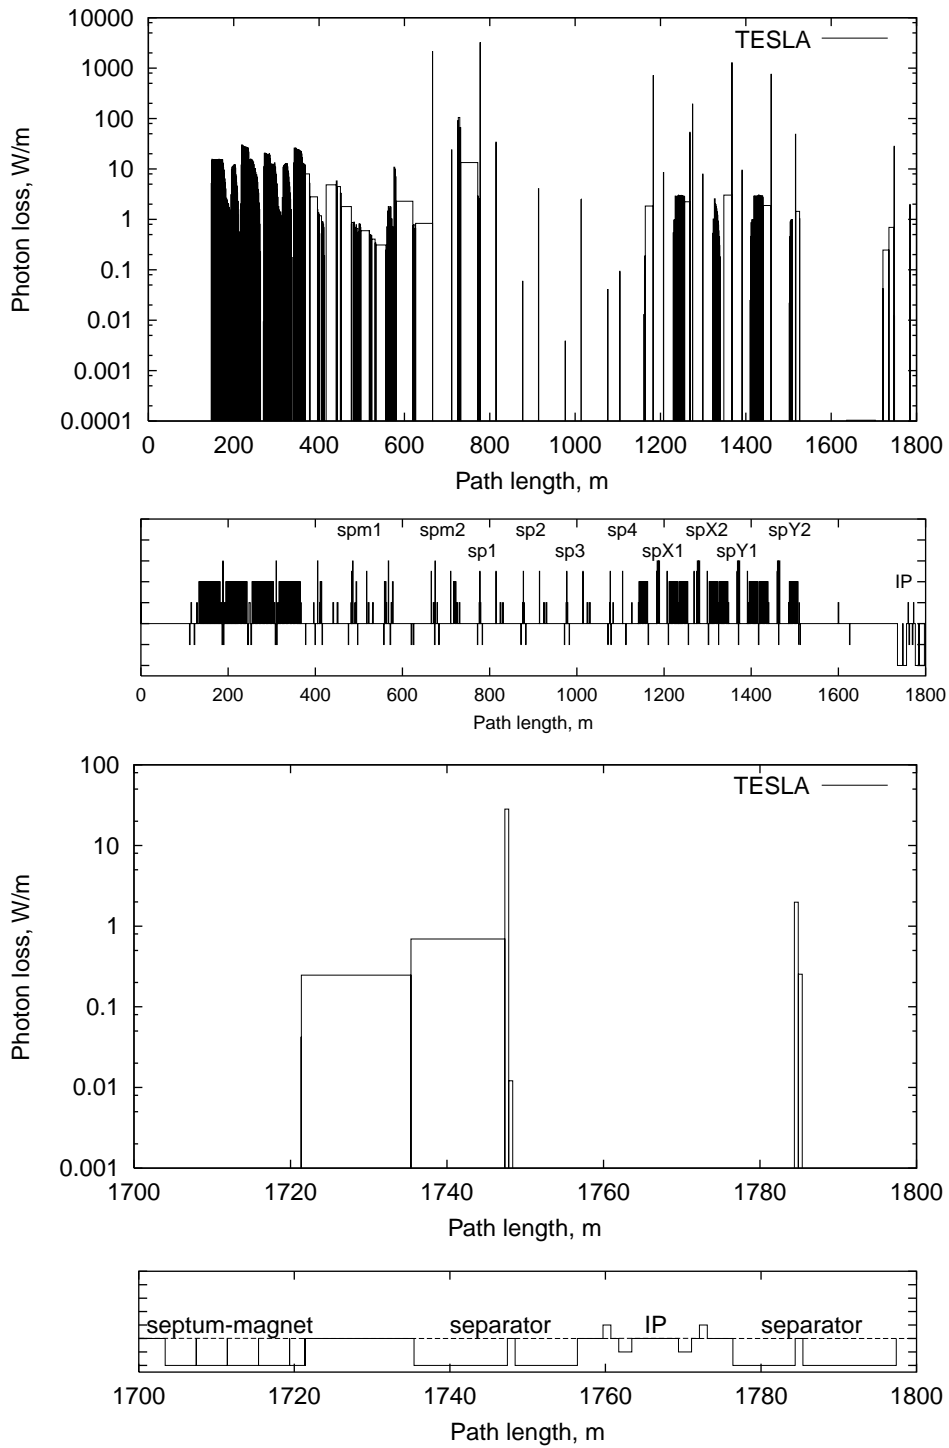 10000
1000
100
10
1
0.1
0.01
0.001
0.0001
Photon loss, W/m
TESLA
0 200 400 600 800 1000 1200 1400 1600 1800
Path length, m
spm1 spm2 sp2 sp4 spX2 spY2
sp1 sp3 spX1 spY1
IP
0 200 400 600 800 1000 1200 1400 1600 1800
Path length, m
100
10
1
0.1
0.01
0.001
Photon loss, W/m
TESLA
1700 1720 1740 1760 1780 1800
Path length, m
septum-magnet separator IP separator
1700 1720 1740 1760 1780 1800
Path length, m